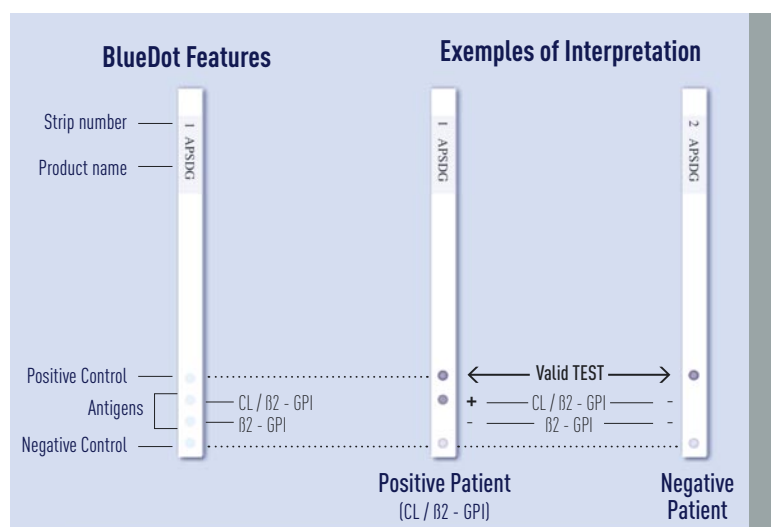 BlueDot Features
Exemples of Interpretation
Strip number
Product name
1 APSDG
1 APSDG
2 APSDG
Positive Control
Antigens
CL / ß2 - GPI
ß2 - GPI
Negative Control
Valid TEST
+ CL / ß2 - GPI -
- ß2 - GPI -
Positive Patient
(CL / ß2 - GPI)
Negative
Patient